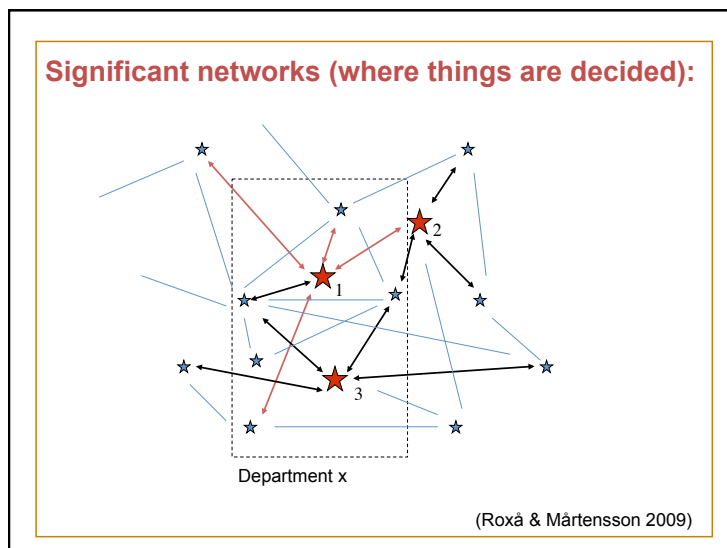 Significant networks (where things are decided):
2
1
3
Department x
(Roxå & Mårtensson 2009)